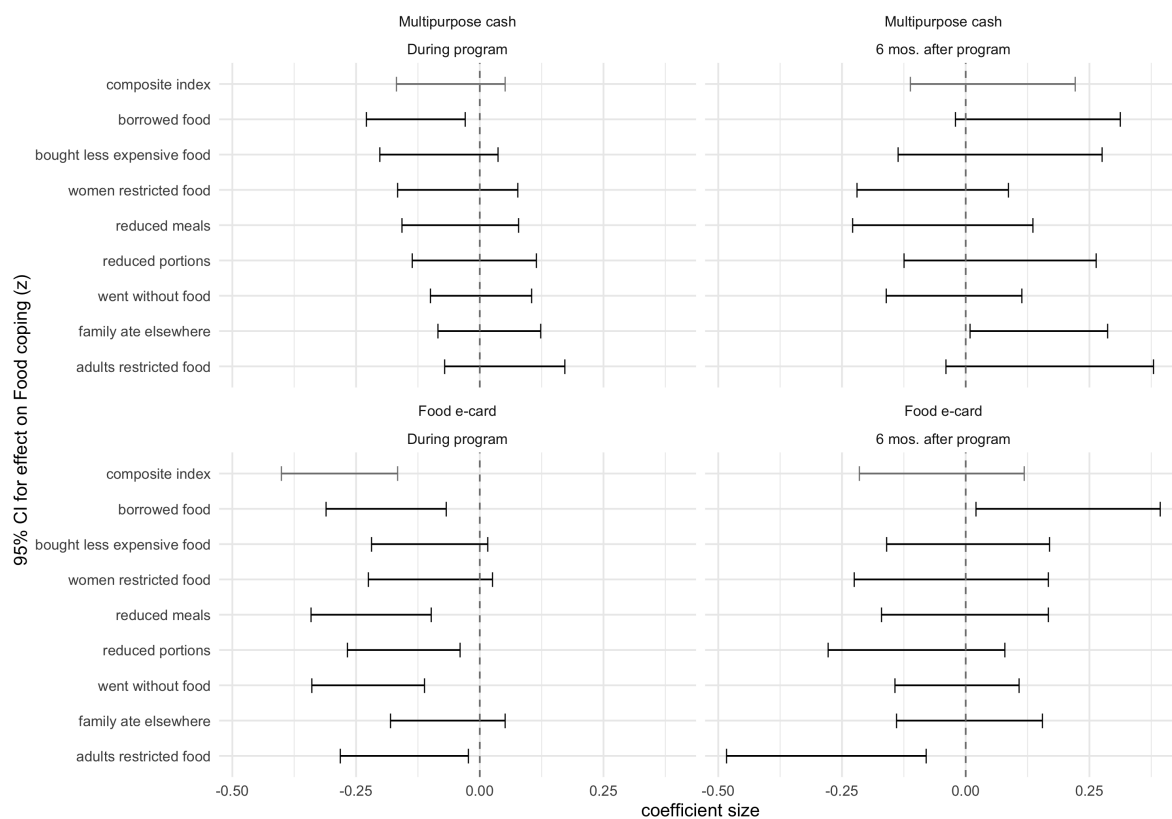 Multipurpose cash
During program
Multipurpose cash
6 mos. after program
composite index
borrowed food
bought less expensive food
women restricted food
reduced meals
reduced portions
went without food
family ate elsewhere
adults restricted food
95% CI for effect on Food coping (z)
Food e-card
During program
Food e-card
6 mos. after program
composite index
borrowed food
bought less expensive food
women restricted food
reduced meals
reduced portions
went without food
family ate elsewhere
adults restricted food
-0.50 -0.25 0.00 0.25
-0.50 -0.25 0.00 0.25
coefficient size